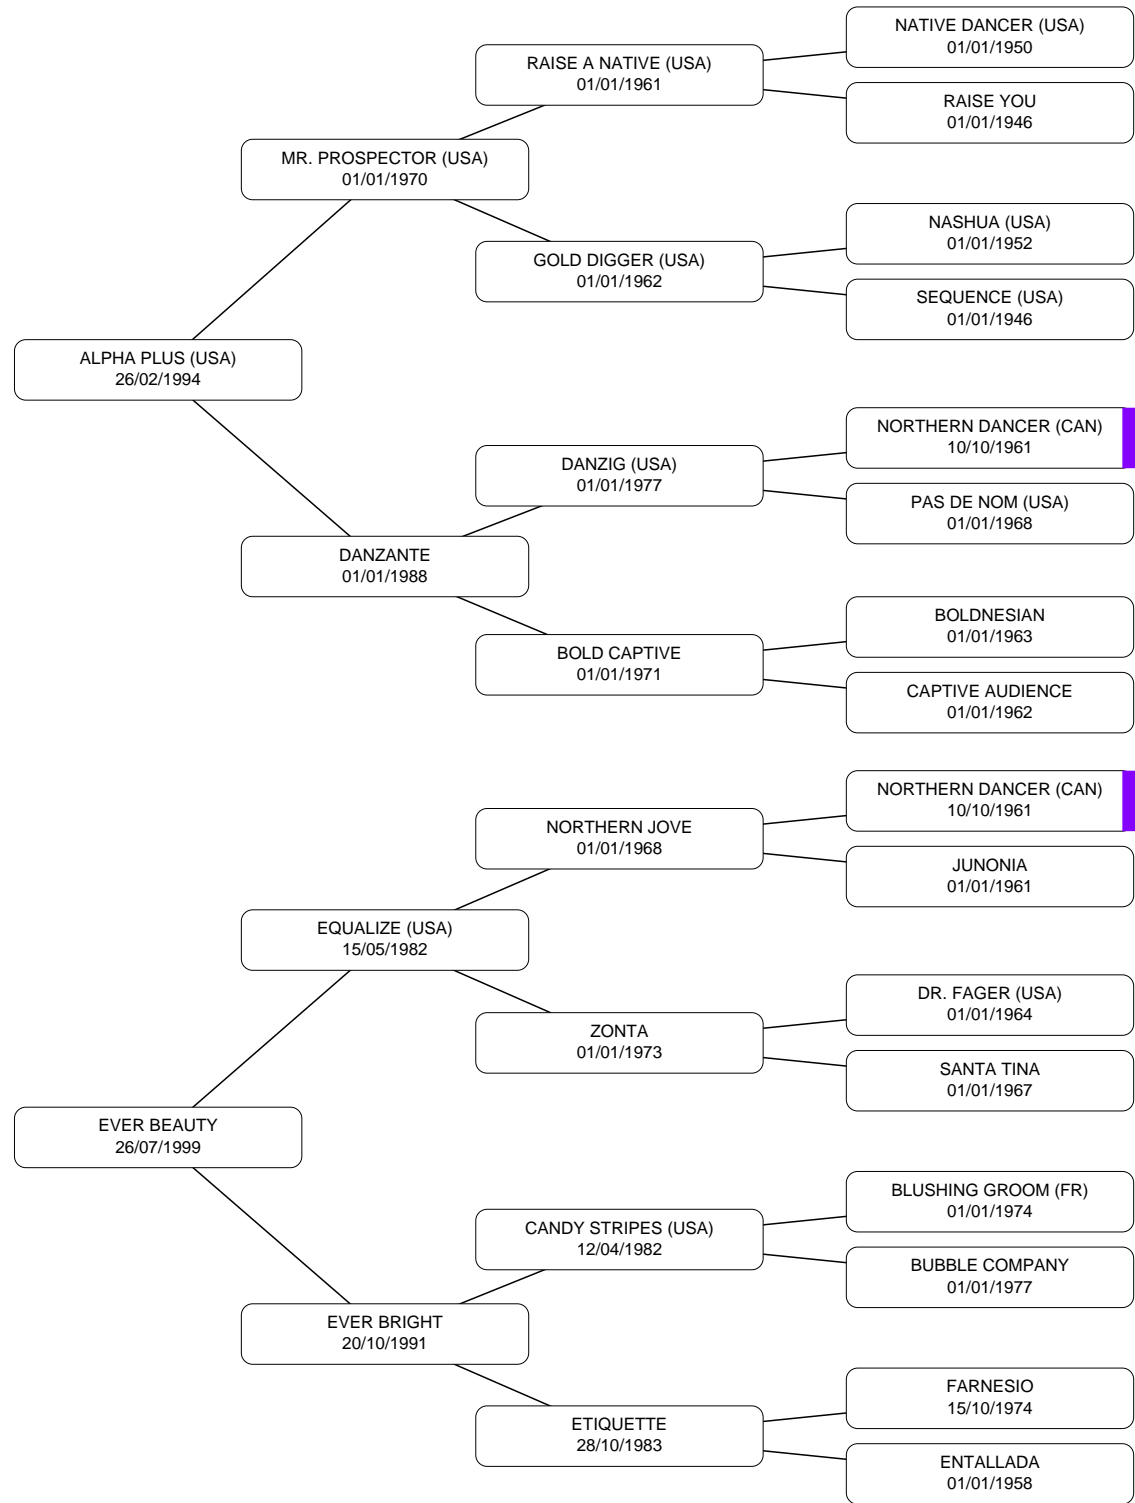 NATIVE DANCER (USA)
01/01/1950
RAISE A NATIVE (USA)
01/01/1961
RAISE YOU
01/01/1946
MR. PROSPECTOR (USA)
01/01/1970
NASHUA (USA)
01/01/1952
GOLD DIGGER (USA)
01/01/1962
SEQUENCE (USA)
01/01/1946
ALPHA PLUS (USA)
26/02/1994
NORTHERN DANCER (CAN)
10/10/1961
DANZIG (USA)
01/01/1977
PAS DE NOM (USA)
01/01/1968
DANZANTE
01/01/1988
BOLDNESIAN
01/01/1963
BOLD CAPTIVE
01/01/1971
CAPTIVE AUDIENCE
01/01/1962
NORTHERN DANCER (CAN)
10/10/1961
NORTHERN JOVE
01/01/1968
JUNONIA
01/01/1961
EQUALIZE (USA)
15/05/1982
DR. FAGER (USA)
01/01/1964
ZONTA
01/01/1973
SANTA TINA
01/01/1967
EVER BEAUTY
26/07/1999
BLUSHING GROOM (FR)
01/01/1974
CANDY STRIPES (USA)
12/04/1982
BUBBLE COMPANY
01/01/1977
EVER BRIGHT
20/10/1991
FARNESIO
15/10/1974
ETIQUETTE
28/10/1983
ENTALLADA
01/01/1958